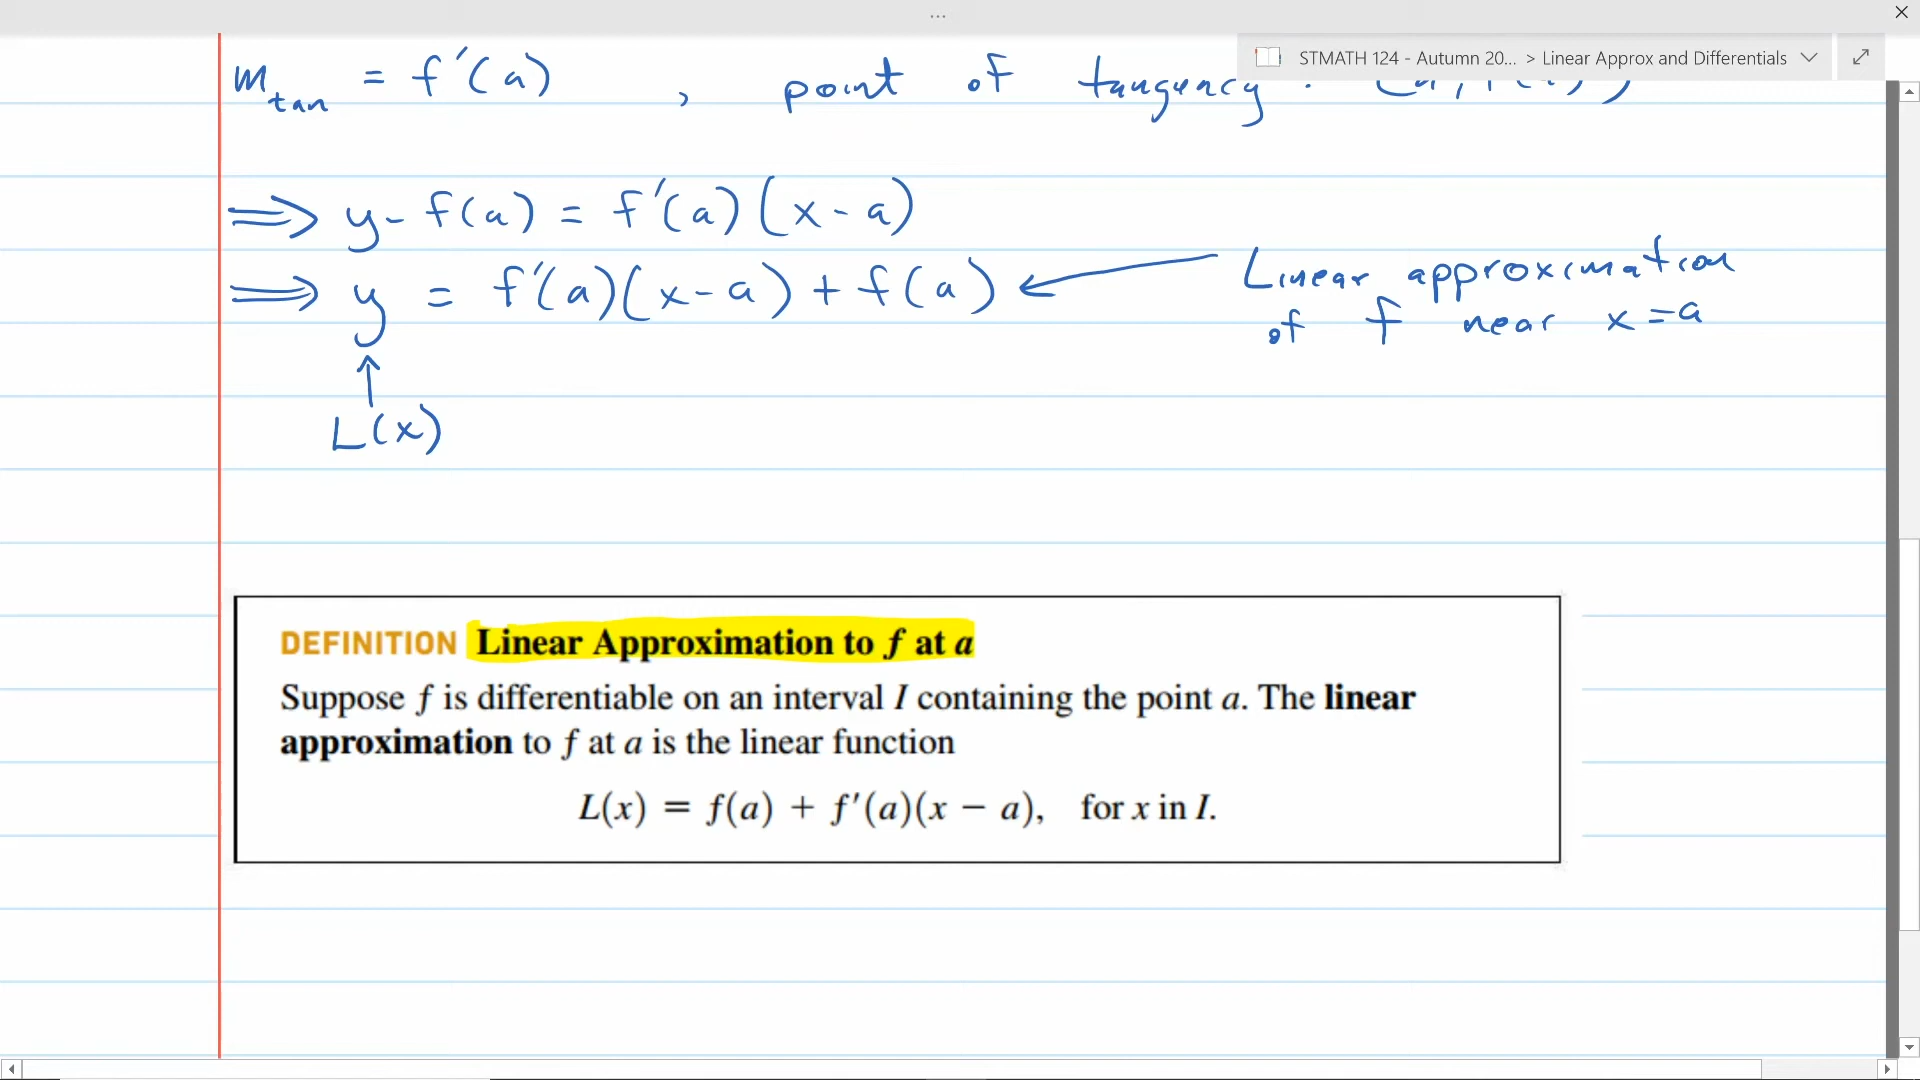 ...
STMATH 124 - Autumn 20... > Linear Approx and Differentials
m_tan = f'(a) , point of tangency :
⟹ y - f(a) = f'(a)(x - a)
⟹ y = f'(a)(x - a) + f(a) ← Linear approximation
of f near x = a
↑
L(x)
DEFINITION Linear Approximation to f at a
Suppose f is differentiable on an interval I containing the point a. The linear
approximation to f at a is the linear function
L(x) = f(a) + f′(a)(x − a), for x in I.